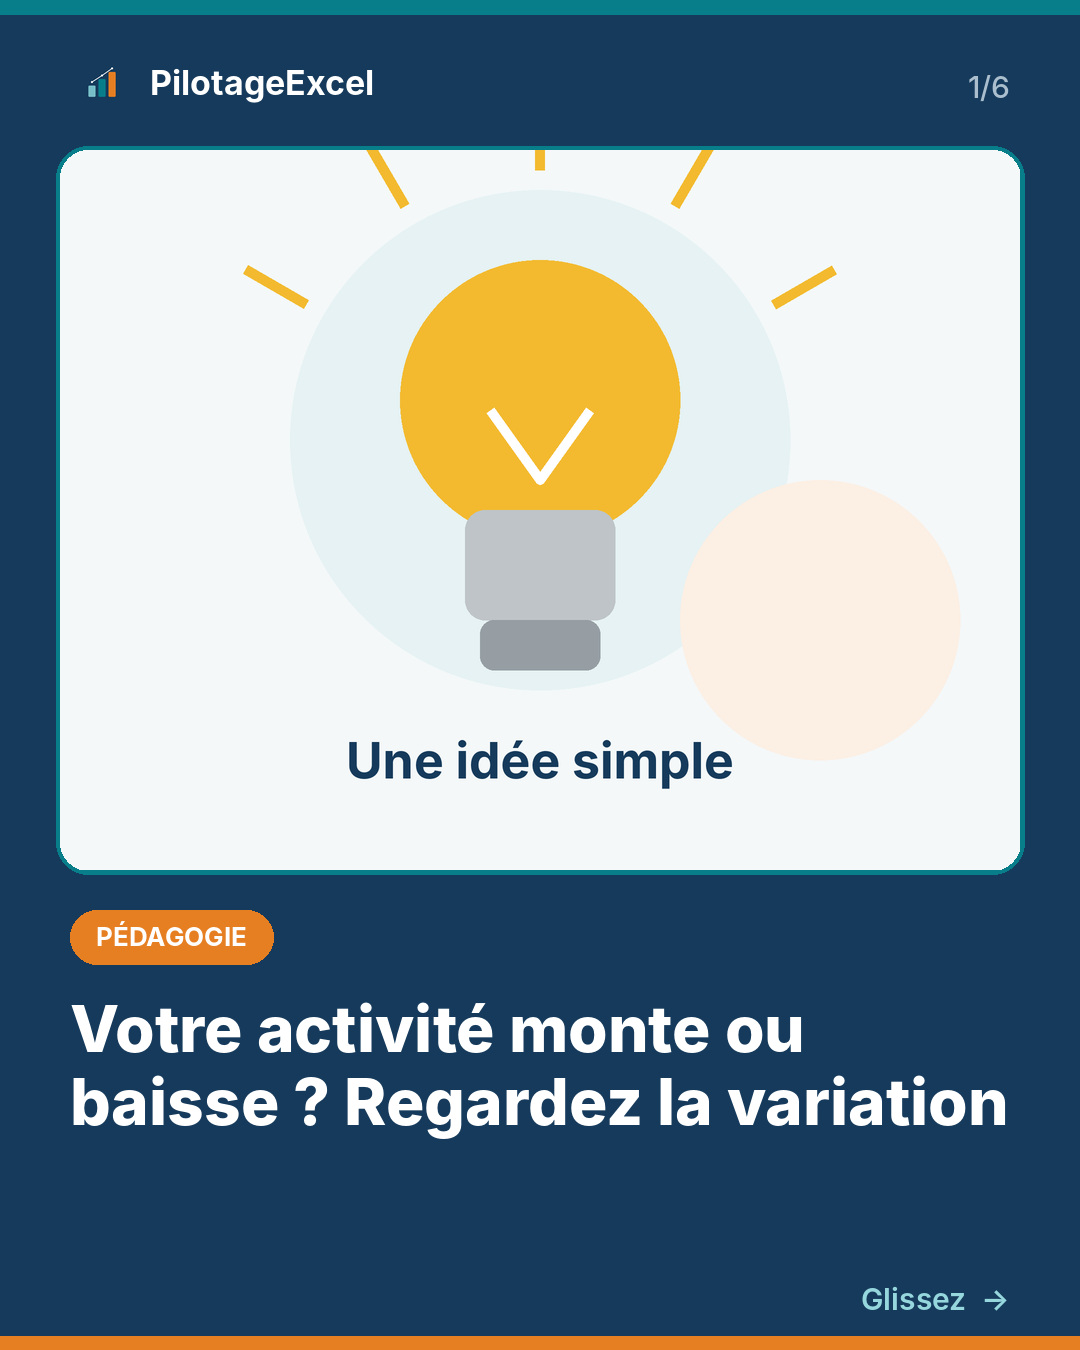 PilotageExcel
1/6
Une idée simple
PÉDAGOGIE
Votre activité monte ou
baisse ? Regardez la variation
Glissez →